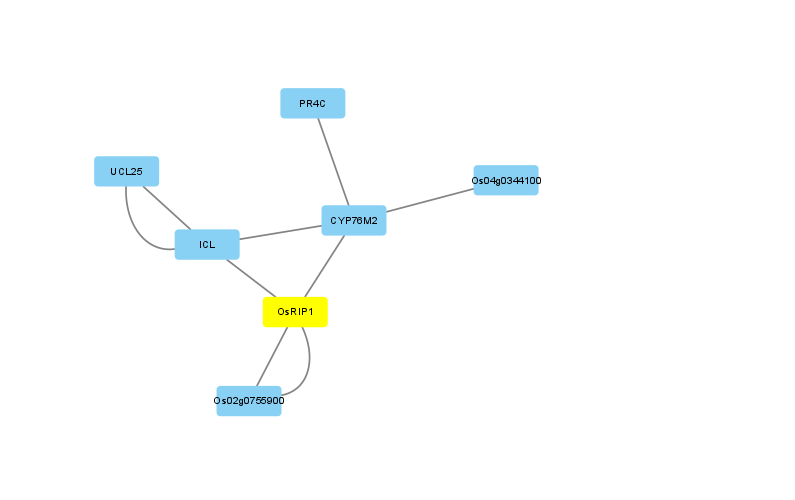 PR4C
UCL25
Os04g0344100
CYP76M2
ICL
OsRIP1
Os02g0755900